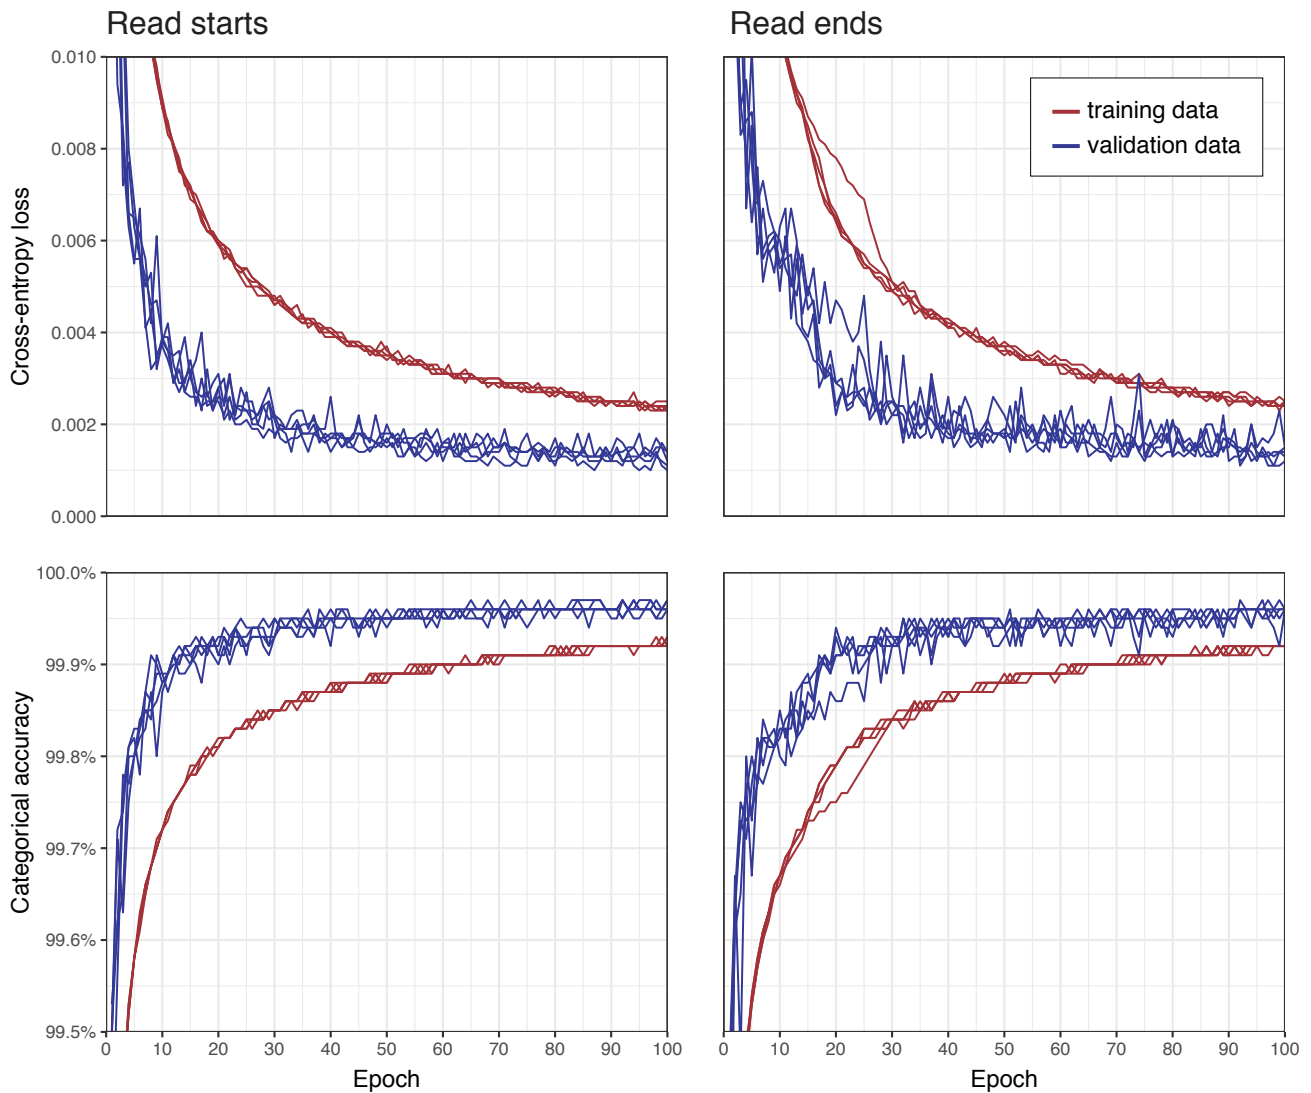 Read starts
Read ends
Cross-entropy loss
0.010
0.008
0.006
0.004
0.002
0.000
training data
validation data
Categorical accuracy
100.0%
99.9%
99.8%
99.7%
99.6%
99.5%
0 10 20 30 40 50 60 70 80 90 100
0 10 20 30 40 50 60 70 80 90 100
Epoch
Epoch